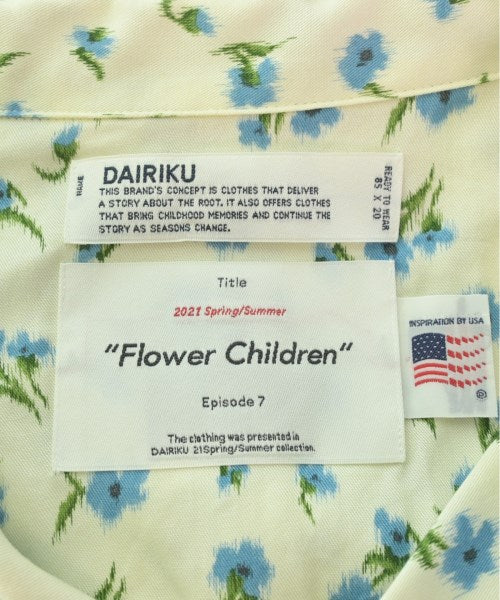 NAME
DAIRIKU
THIS BRAND'S CONCEPT IS CLOTHES THAT DELIVER
A STORY ABOUT THE ROOT. IT ALSO OFFERS CLOTHES
THAT BRING CHILDHOOD MEMORIES AND CONTINUE THE
STORY AS SEASONS CHANGE.
READY TO WEAR
85 X 20
Title
2021 Spring/Summer
"Flower Children"
Episode 7
The clothing was presented in
DAIRIKU 21Spring/Summer collection.
INSPIRATION BY USA
®